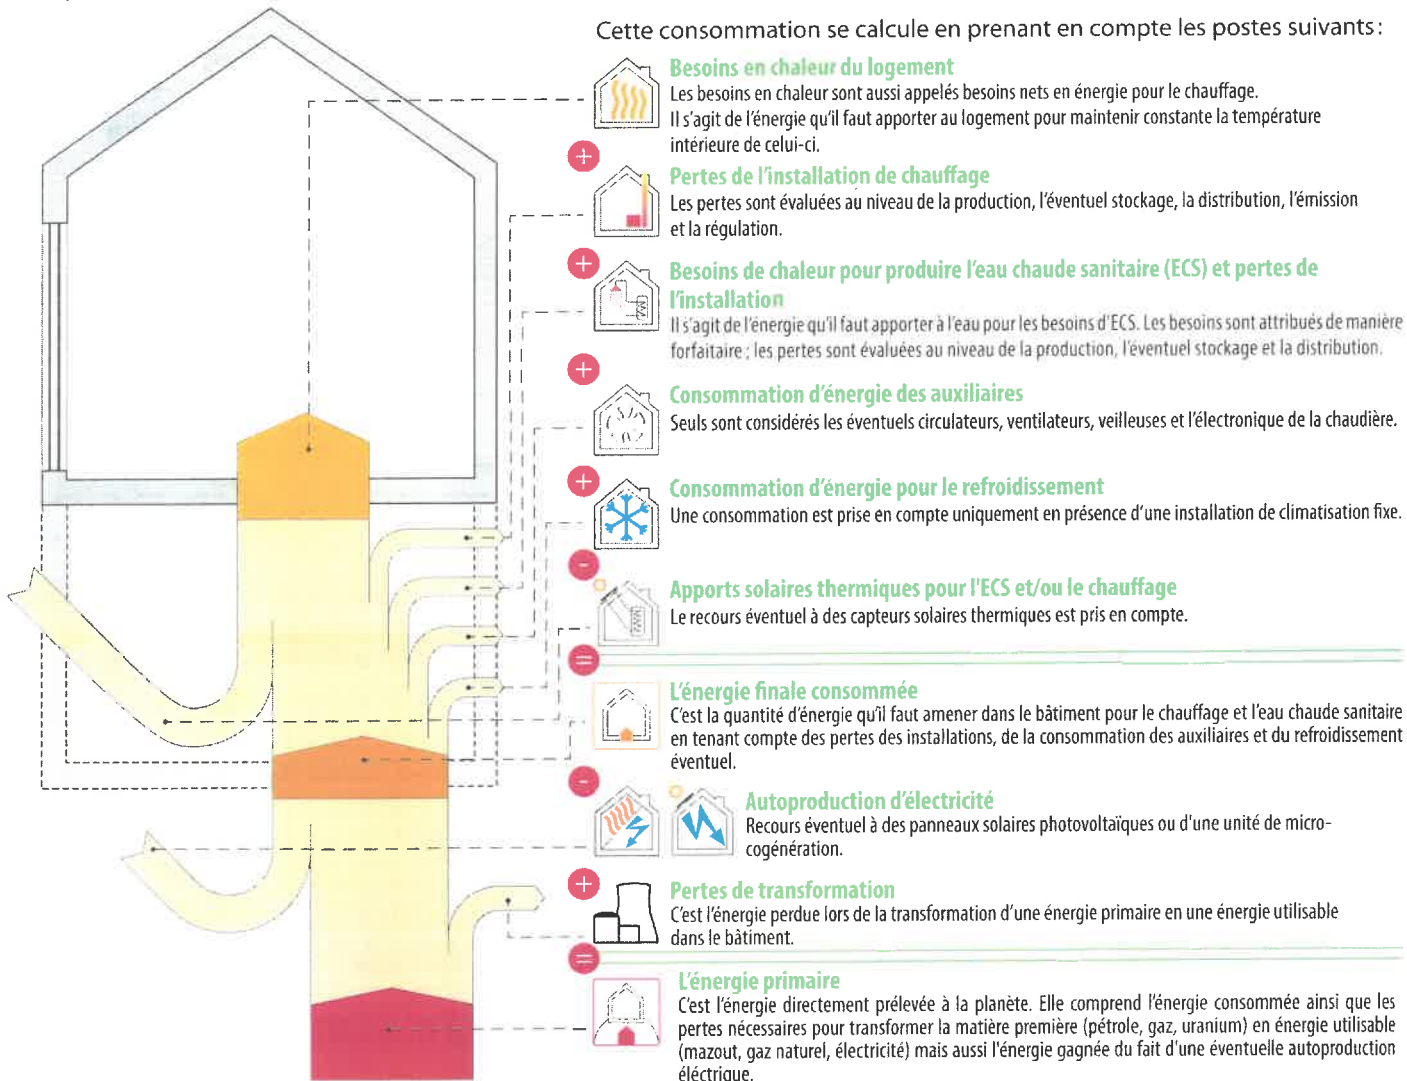 Cette consommation se calcule en prenant en compte les postes suivants :
Besoins en chaleur du logement
Les besoins en chaleur sont aussi appelés besoins nets en énergie pour le chauffage.
Il s'agit de l'énergie qu'il faut apporter au logement pour maintenir constante la température
intérieure de celui-ci.
+
Pertes de l'installation de chauffage
Les pertes sont évaluées au niveau de la production, l'éventuel stockage, la distribution, l'émission
et la régulation.
+
Besoins de chaleur pour produire l'eau chaude sanitaire (ECS) et pertes de
l'installation
Il s'agit de l'énergie qu'il faut apporter à l'eau pour les besoins d'ECS. Les besoins sont attribués de manière
forfaitaire ; les pertes sont évaluées au niveau de la production, l'éventuel stockage et la distribution.
+
Consommation d'énergie des auxiliaires
Seuls sont considérés les éventuels circulateurs, ventilateurs, veilleuses et l'électronique de la chaudière.
+
Consommation d'énergie pour le refroidissement
Une consommation est prise en compte uniquement en présence d'une installation de climatisation fixe.
-
Apports solaires thermiques pour l'ECS et/ou le chauffage
Le recours éventuel à des capteurs solaires thermiques est pris en compte.
=
L'énergie finale consommée
C'est la quantité d'énergie qu'il faut amener dans le bâtiment pour le chauffage et l'eau chaude sanitaire
en tenant compte des pertes des installations, de la consommation des auxiliaires et du refroidissement
éventuel.
-
Autoproduction d'électricité
Recours éventuel à des panneaux solaires photovoltaïques ou d'une unité de micro-
cogénération.
+
Pertes de transformation
C'est l'énergie perdue lors de la transformation d'une énergie primaire en une énergie utilisable
dans le bâtiment.
=
L'énergie primaire
C'est l'énergie directement prélevée à la planète. Elle comprend l'énergie consommée ainsi que les
pertes nécessaires pour transformer la matière première (pétrole, gaz, uranium) en énergie utilisable
(mazout, gaz naturel, électricité) mais aussi l'énergie gagnée du fait d'une éventuelle autoproduction
éléctrique.